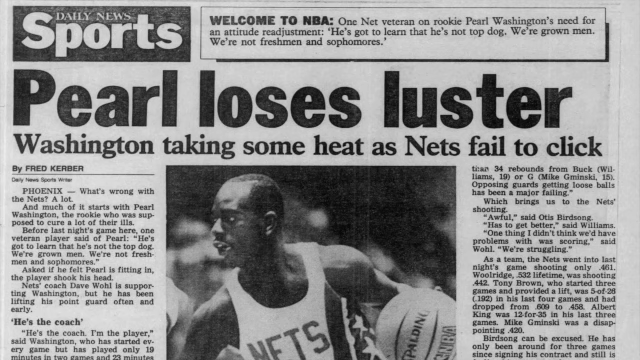 DAILY NEWS
Sports
WELCOME TO NBA: One Net veteran on rookie Pearl Washington's need for
an attitude readjustment: 'He's got to learn that he's not top dog. We're grown men.
We're not freshmen and sophomores.'
Pearl loses luster
Washington taking some heat as Nets fail to click
By FRED KERBER
Daily News Sports Writer
PHOENIX — What's wrong with
the Nets? A lot.
And much of it starts with Pearl
Washington, the rookie who was sup-
posed to cure a lot of their ills.
Before last night's game here, one
veteran player said of Pearl: "He's
got to learn that he's not the top dog.
We're grown men. We're not fresh-
men and sophomores."
Asked if he felt Pearl is fitting in,
the player shook his head.
Nets' coach Dave Wohl is suppor-
ting Washington, but he has been
lifting his point guard often and
early.
'He's the coach'
"He's the coach. I'm the player,"
said Washington, who has started ev-
ery game but has played only 19
minutes in two games and 23 minutes
NETS
SPALDING
NBA
than 34 rebounds from Buck (Wil-
liams, 19) or G (Mike Gminski, 15).
Opposing guards getting loose balls
has been a major failing."
Which brings us to the Nets'
shooting.
"Awful," said Otis Birdsong.
"Has to get better," said Williams.
"One thing I didn't think we'd have
problems with was scoring," said
Wohl. "We're struggling."
As a team, the Nets went into last
night's game shooting only .461.
Woolridge, .532 lifetime, was shooting
.442. Tony Brown, who started three
games and provided a lift, was 5-of-26
(.192) in his last four games and had
dropped from .609 to .458. Albert
King was 12-for-35 in his last three
games. Mike Gminski was a disap-
pointing .420.
Birdsong can be excused. He has
only been around for three games
since signing his contract and still is